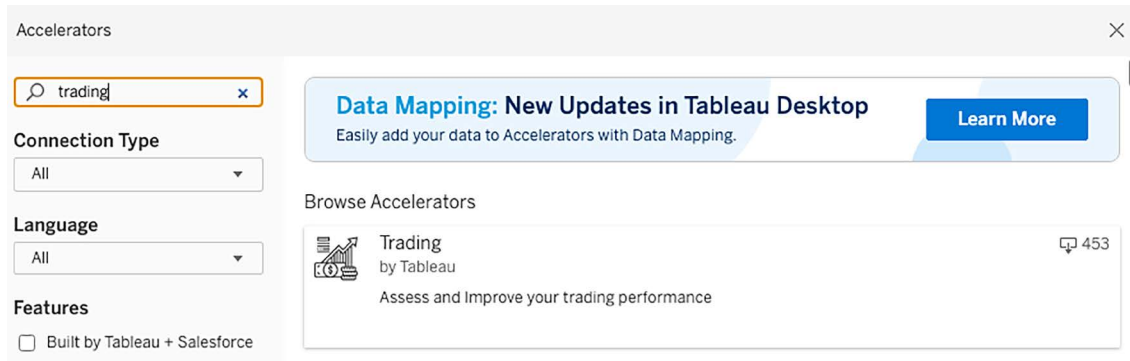 Accelerators
trading
Connection Type
All
Language
All
Features
Built by Tableau + Salesforce
Data Mapping: New Updates in Tableau Desktop
Easily add your data to Accelerators with Data Mapping.
Learn More
Browse Accelerators
Trading
453
by Tableau
Assess and Improve your trading performance